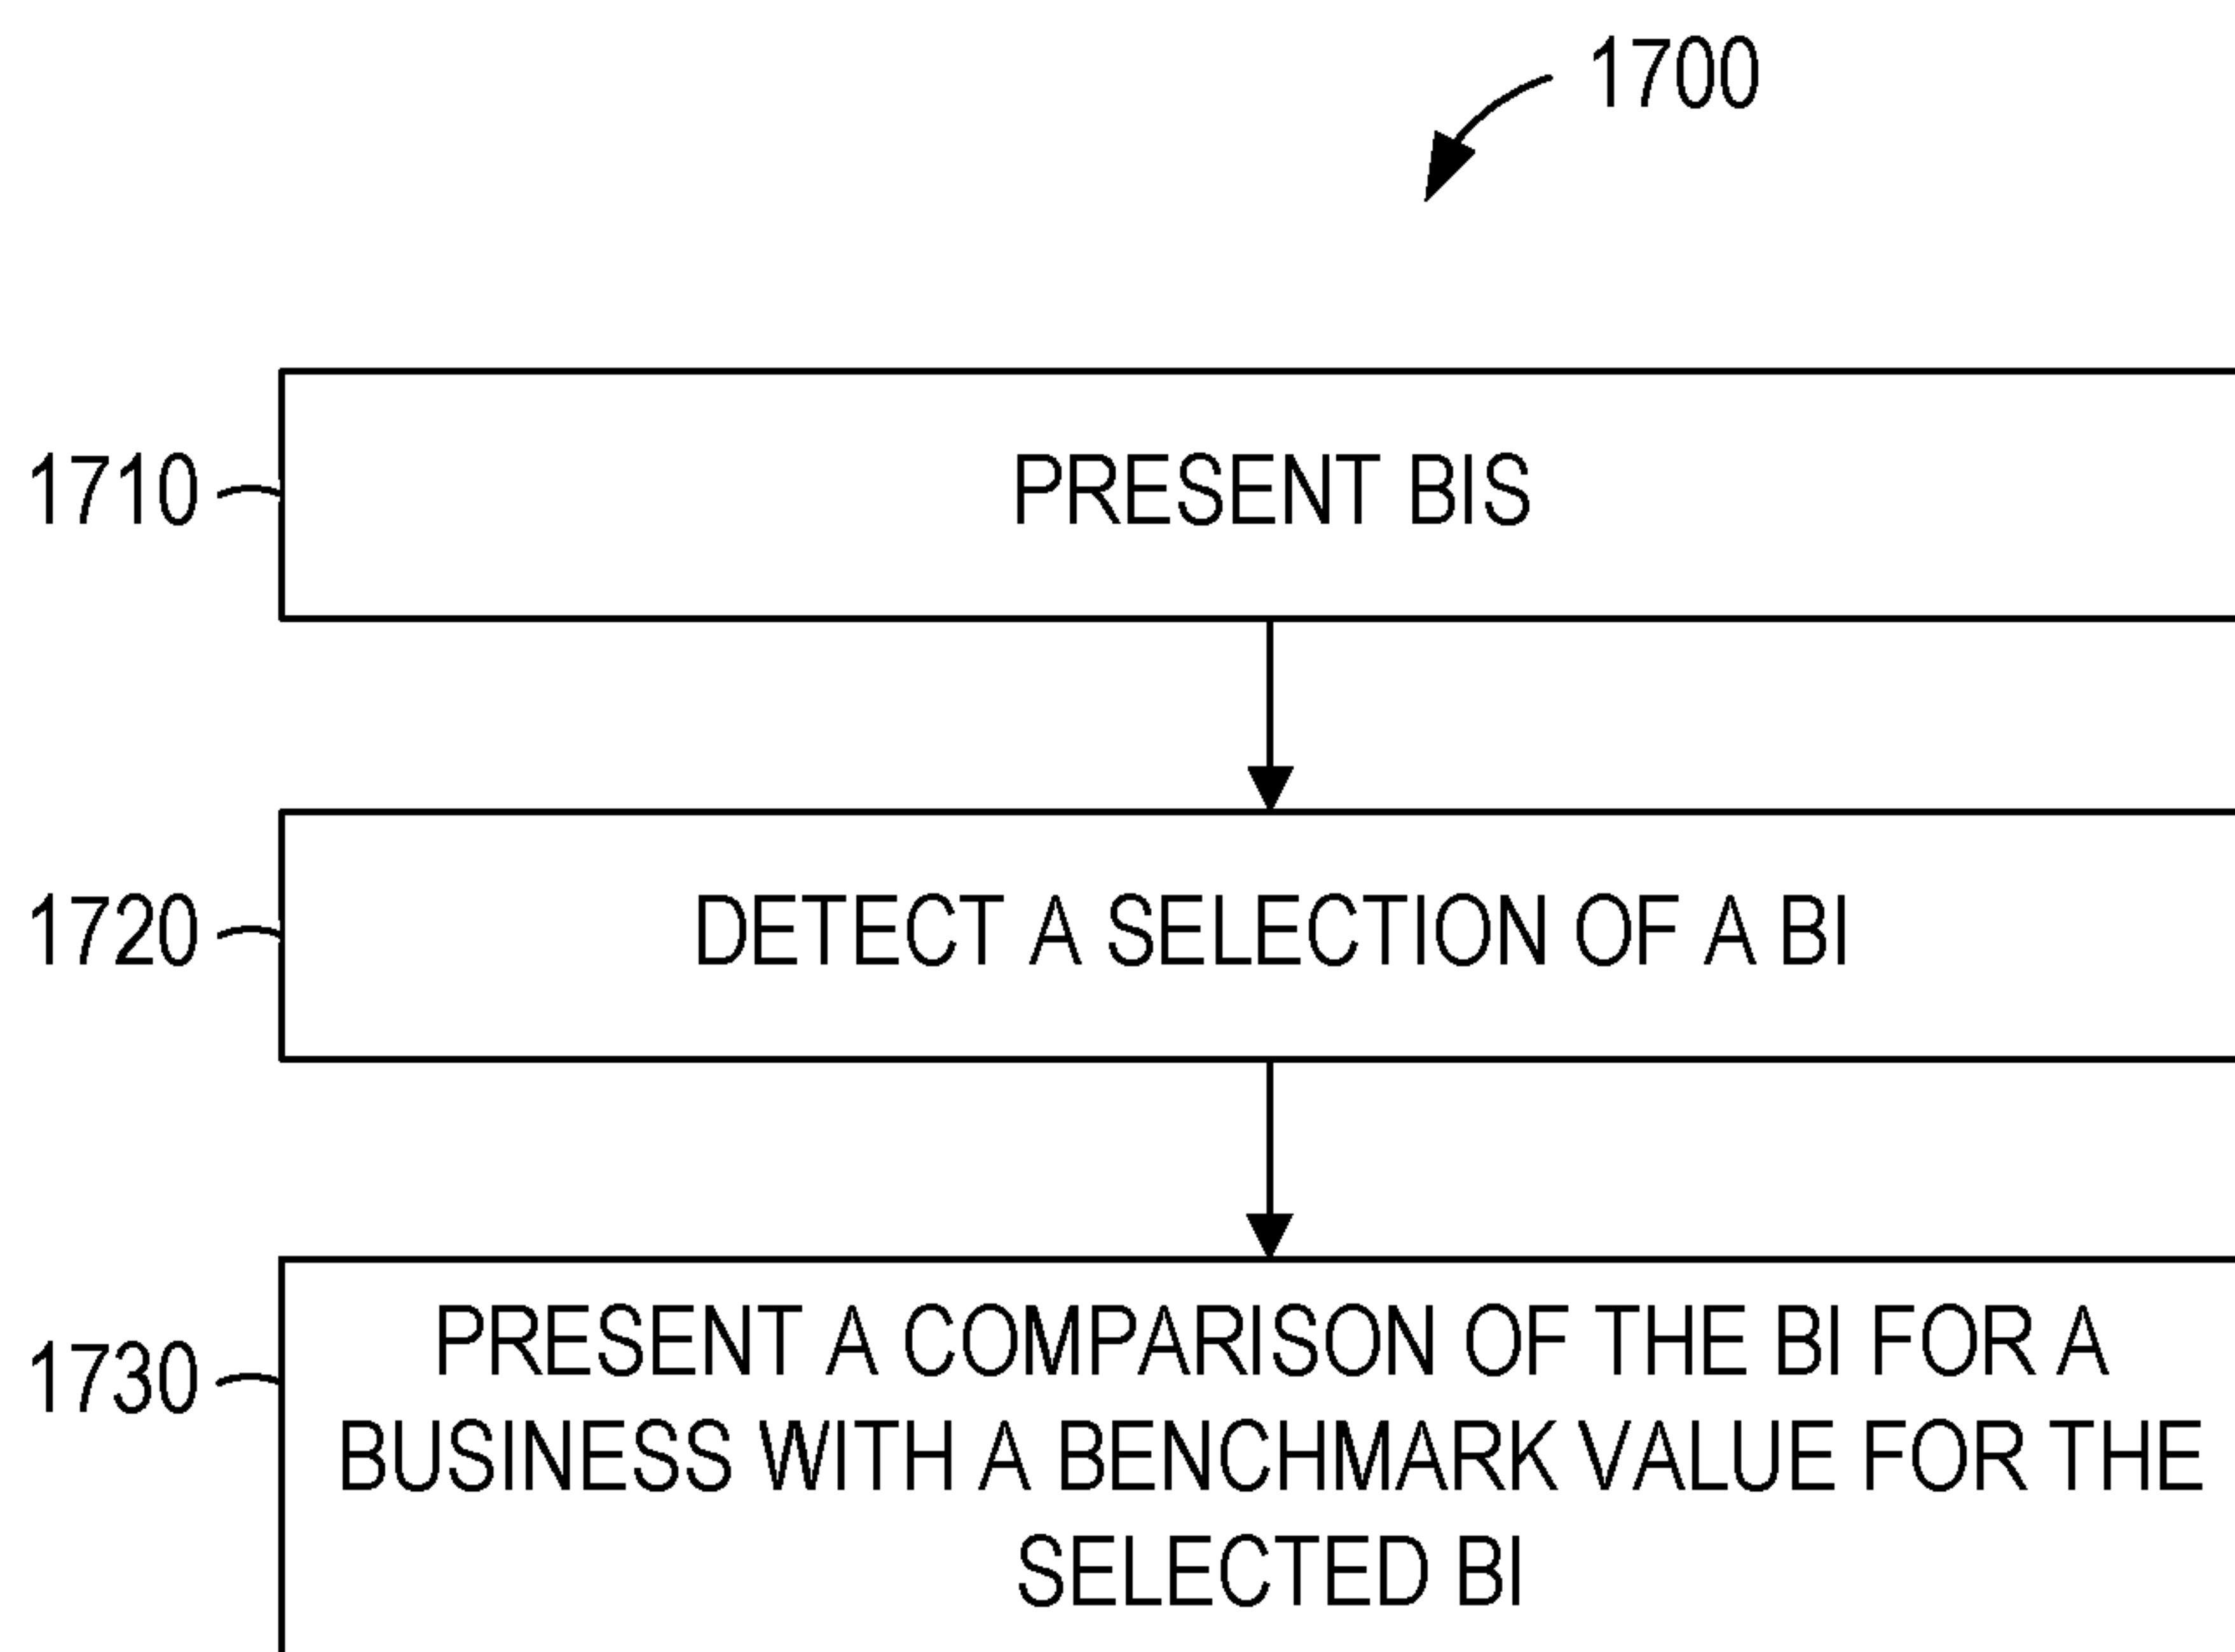 1700
1710
PRESENT BIS
1720
DETECT A SELECTION OF A BI
1730
PRESENT A COMPARISON OF THE BI FOR A
BUSINESS WITH A BENCHMARK VALUE FOR THE
SELECTED BI